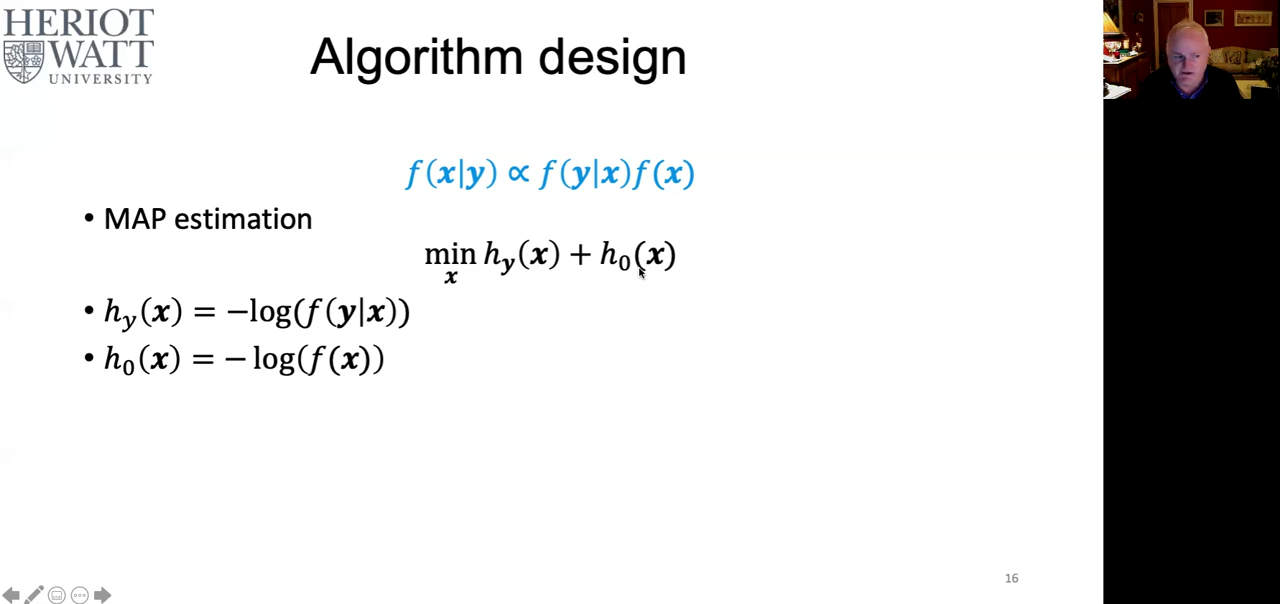 HERIOT
WATT
UNIVERSITY
Algorithm design
f(x|y) ∝ f(y|x)f(x)
• MAP estimation
min h_y(x) + h_0(x)
x
• h_y(x) = −log(f(y|x))
• h_0(x) = − log(f(x))
16